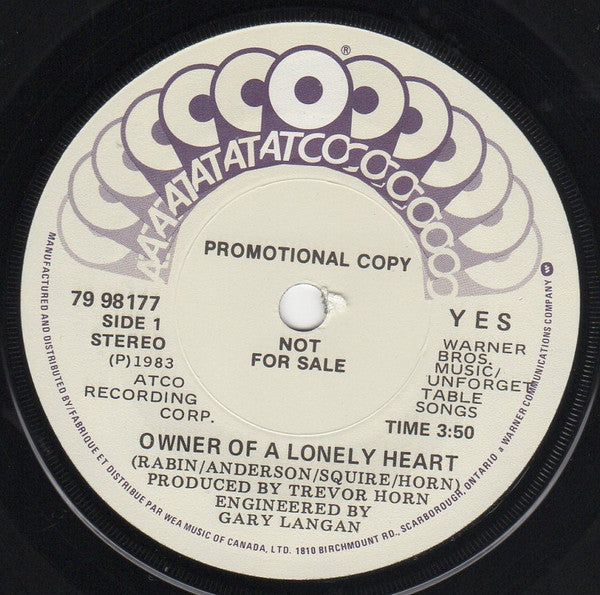 ®
ATATATATATCOCOCOCOCO
PROMOTIONAL COPY
79 98177
SIDE 1
STEREO
(P)1983
ATCO
RECORDING
CORP.
NOT
FOR SALE
YES
WARNER
BROS.
MUSIC/
UNFORGET
TABLE
SONGS
TIME 3:50
OWNER OF A LONELY HEART
(RABIN/ANDERSON/SQUIRE/HORN)
PRODUCED BY TREVOR HORN
ENGINEERED BY
GARY LANGAN
MANUFACTURED AND DISTRIBUTED BY/FABRIQUE ET DISTRIBUE PAR WEA MUSIC OF CANADA, LTD. 1810 BIRCHMOUNT RD., SCARBOROUGH, ONTARIO a WARNER COMMUNICATIONS COMPANY